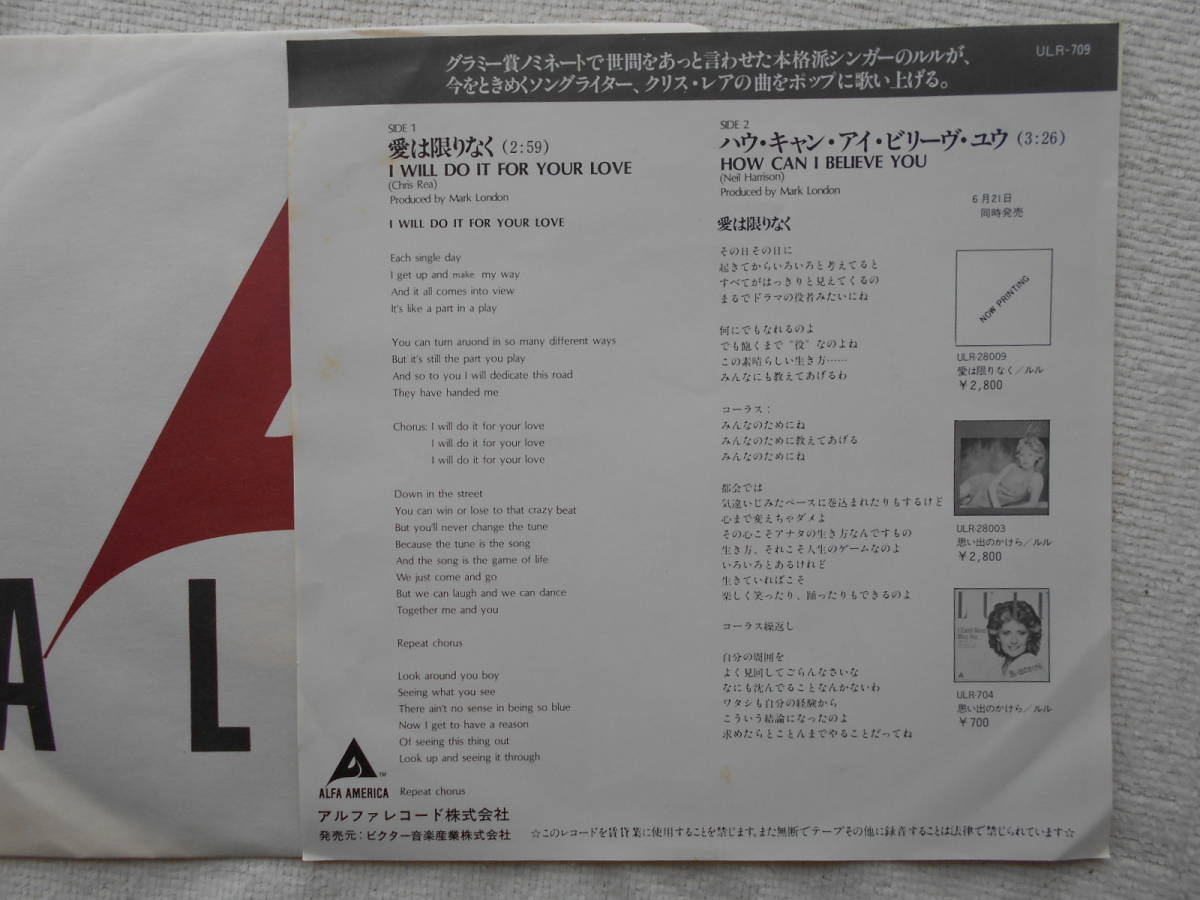 グラミー賞ノミネートで世間をあっと言わせた本格派シンガーのルルが、
今をときめくソングライター、クリス・レアの曲をポップに歌い上げる。
ULR-709
SIDE 1
愛は限りなく (2:59)
I WILL DO IT FOR YOUR LOVE
(Chris Rea)
Produced by Mark London
I WILL DO IT FOR YOUR LOVE
Each single day
I get up and make my way
And it all comes into view
It's like a part in a play
You can turn aruond in so many different ways
But it's still the part you play
And so to you I will dedicate this road
They have handed me
Chorus: I will do it for your love
I will do it for your love
I will do it for your love
Down in the street
You can win or lose to that crazy beat
But you'll never change the tune
Because the tune is the song
And the song is the game of life
We just come and go
But we can laugh and we can dance
Together me and you
Repeat chorus
Look around you boy
Seeing what you see
There ain't no sense in being so blue
Now I get to have a reason
Of seeing this thing out
Look up and seeing it through
Repeat chorus
SIDE 2
ハウ・キャン・アイ・ビリーヴ・ユウ (3:26)
HOW CAN I BELIEVE YOU
(Neil Harrison)
Produced by Mark London
愛は限りなく
その日その日に
起きてからいろいろと考えてると
すべてがはっきりと見えてくるの
まるでドラマの役者みたいにね
何にでもなれるのよ
でも飽くまで“役”なのよね
この素晴らしい生き方……
みんなにも教えてあげるわ
コーラス：
みんなのためにね
みんなのために教えてあげる
みんなのためにね
都会では
気違いじみたペースに巻込まれたりもするけど
心まで変えちゃダメよ
その心こそアナタの生き方なんですもの
生き方、それこそ人生のゲームなのよ
いろいろとあるけれど
生きていればこそ
楽しく笑ったり、踊ったりもできるのよ
コーラス繰返し
自分の周囲を
よく見回してごらんなさいな
なにも沈んでることなんかないわ
ワタシも自分の経験から
こういう結論になったのよ
求めたらとことんまでやることだってね
6月21日
同時発売
NOW PRINTING
ULR-28009
愛は限りなく／ルル
￥2,800
ULR-28003
思い出のかけら／ルル
￥2,800
LULU
ULR-704
思い出のかけら／ルル
￥700
TM
ALFA AMERICA
アルファレコード株式会社
発売元：ビクター音楽産業株式会社
☆このレコードを賃貸業に使用することを禁じます。また無断でテープその他に録音することは法律で禁じられています☆
A L